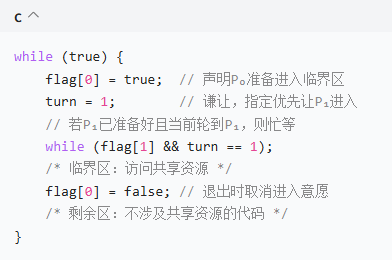 C
while (true) {
    flag[0] = true;  // 声明P₀准备进入临界区
    turn = 1;        // 谦让，指定优先让P₁进入
    // 若P₁已准备好且当前轮到P₁，则忙等
    while (flag[1] && turn == 1);
    /* 临界区：访问共享资源 */
    flag[0] = false; // 退出时取消进入意愿
    /* 剩余区：不涉及共享资源的代码 */
}